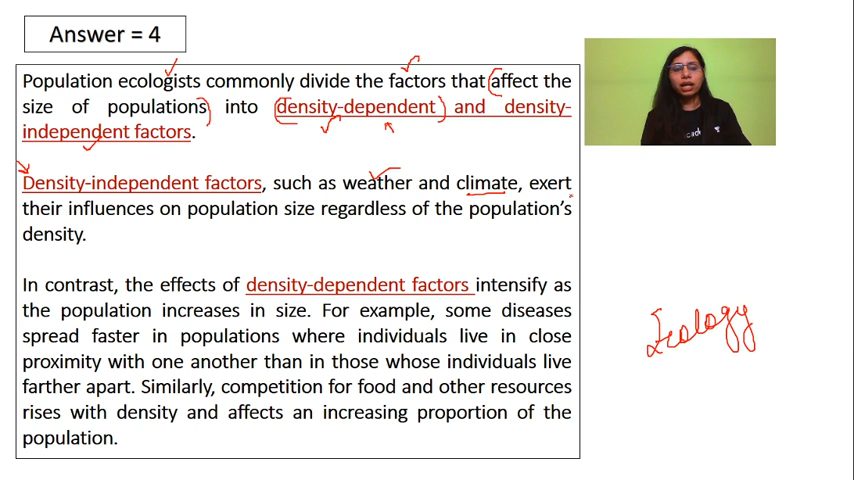 Answer = 4
Population ecologists commonly divide the factors that affect the
size of populations into density-dependent and density-
independent factors.
Density-independent factors, such as weather and climate, exert
their influences on population size regardless of the population's
density.
In contrast, the effects of density-dependent factors intensify as
the population increases in size. For example, some diseases
spread faster in populations where individuals live in close
proximity with one another than in those whose individuals live
farther apart. Similarly, competition for food and other resources
rises with density and affects an increasing proportion of the
population.
Ecology